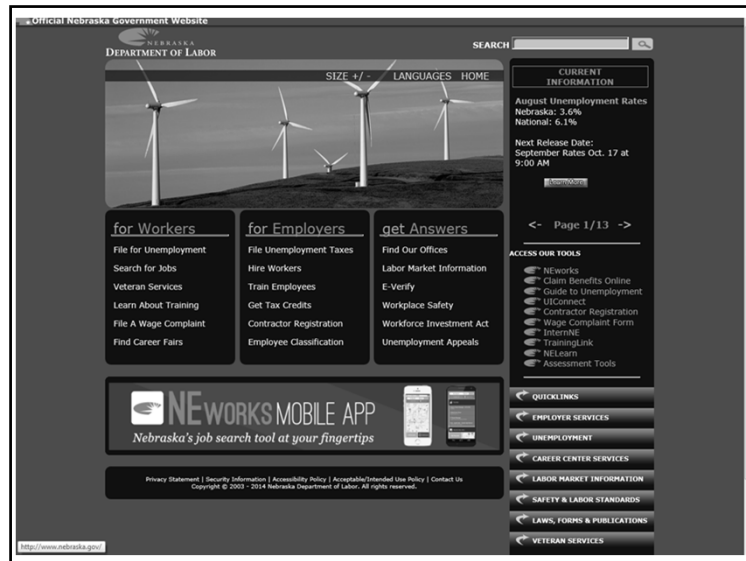 Official Nebraska Government Website
NEBRASKA
DEPARTMENT OF LABOR
SEARCH
SIZE +/ -
LANGUAGES
HOME
for Workers
File for Unemployment
Search for Jobs
Veteran Services
Learn About Training
File A Wage Complaint
Find Career Fairs
for Employers
File Unemployment Taxes
Hire Workers
Train Employees
Get Tax Credits
Contractor Registration
Employee Classification
get Answers
Find Our Offices
Labor Market Information
E-Verify
Workplace Safety
Workforce Investment Act
Unemployment Appeals
NEWORKS MOBILE APP
Nebraska's job search tool at your fingertips
Privacy Statement | Security Information | Accessibility Policy | Acceptable/Intended Use Policy | Contact Us
Copyright © 2003 - 2014 Nebraska Department of Labor. All rights reserved.
CURRENT
INFORMATION
August Unemployment Rates
Nebraska: 3.6%
National: 6.1%
Next Release Date:
September Rates Oct. 17 at
9:00 AM
<- Page 1/13 ->
ACCESS OUR TOOLS
NEworks
Claim Benefits Online
Guide to Unemployment
UIConnect
Contractor Registration
Wage Complaint Form
InternNE
TrainingLink
NELearn
Assessment Tools
QUICKLINKS
EMPLOYER SERVICES
UNEMPLOYMENT
CAREER CENTER SERVICES
LABOR MARKET INFORMATION
SAFETY & LABOR STANDARDS
LAWS, FORMS & PUBLICATIONS
VETERAN SERVICES
http://www.nebraska.gov/